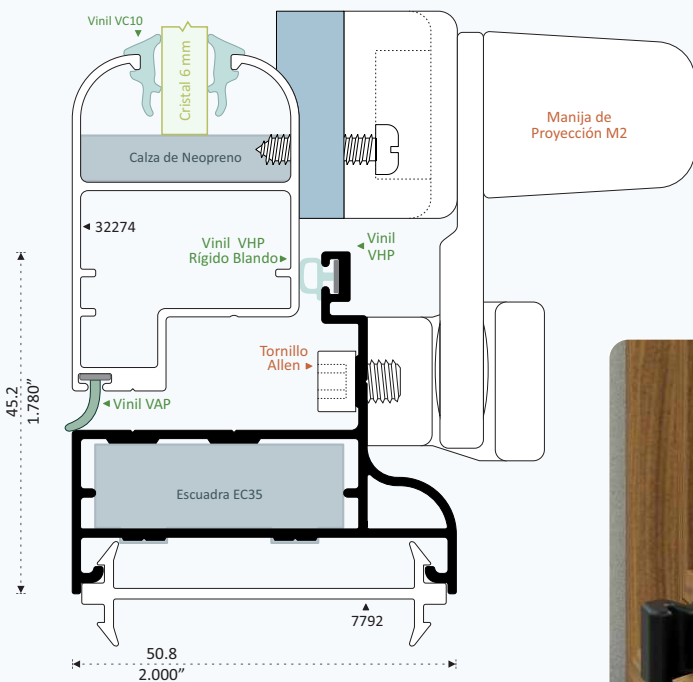 Vinil VC10
Cristal 6 mm
Manija de
Proyección M2
Calza de Neopreno
32274
Vinil VHP
Rígido Blando
Vinil
VHP
Tornillo
Allen
45.2
1.780”
Vinil VAP
Escuadra EC35
7792
50.8
2.000”